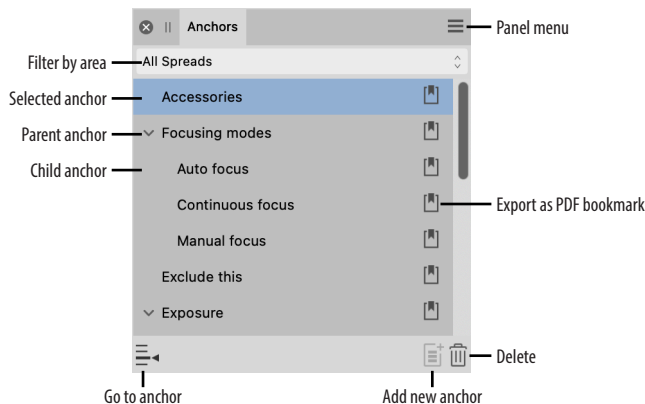 Anchors
Panel menu
Filter by area
All Spreads
Selected anchor
Accessories
Parent anchor
Focusing modes
Child anchor
Auto focus
Continuous focus
Export as PDF bookmark
Manual focus
Exclude this
Exposure
Delete
Go to anchor
Add new anchor